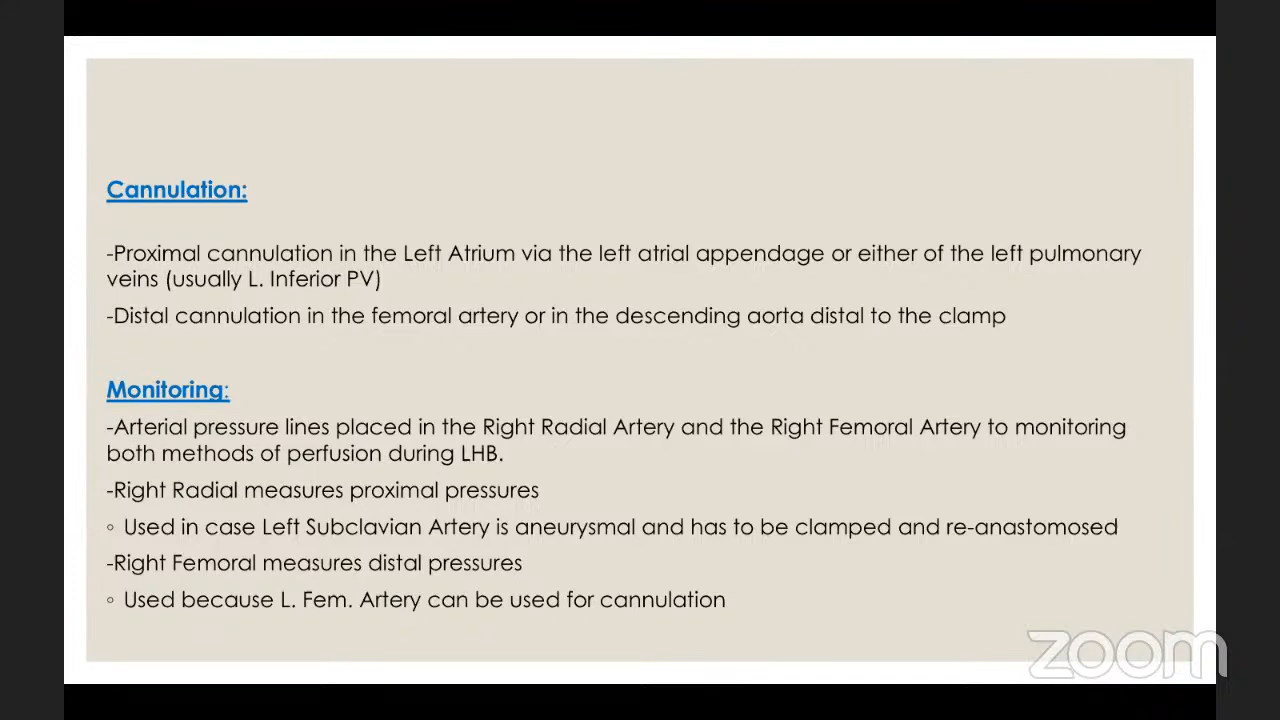 Cannulation:
-Proximal cannulation in the Left Atrium via the left atrial appendage or either of the left pulmonary
veins (usually L. Inferior PV)
-Distal cannulation in the femoral artery or in the descending aorta distal to the clamp
Monitoring:
-Arterial pressure lines placed in the Right Radial Artery and the Right Femoral Artery to monitoring
both methods of perfusion during LHB.
-Right Radial measures proximal pressures
◦ Used in case Left Subclavian Artery is aneurysmal and has to be clamped and re-anastomosed
-Right Femoral measures distal pressures
◦ Used because L. Fem. Artery can be used for cannulation
zoom